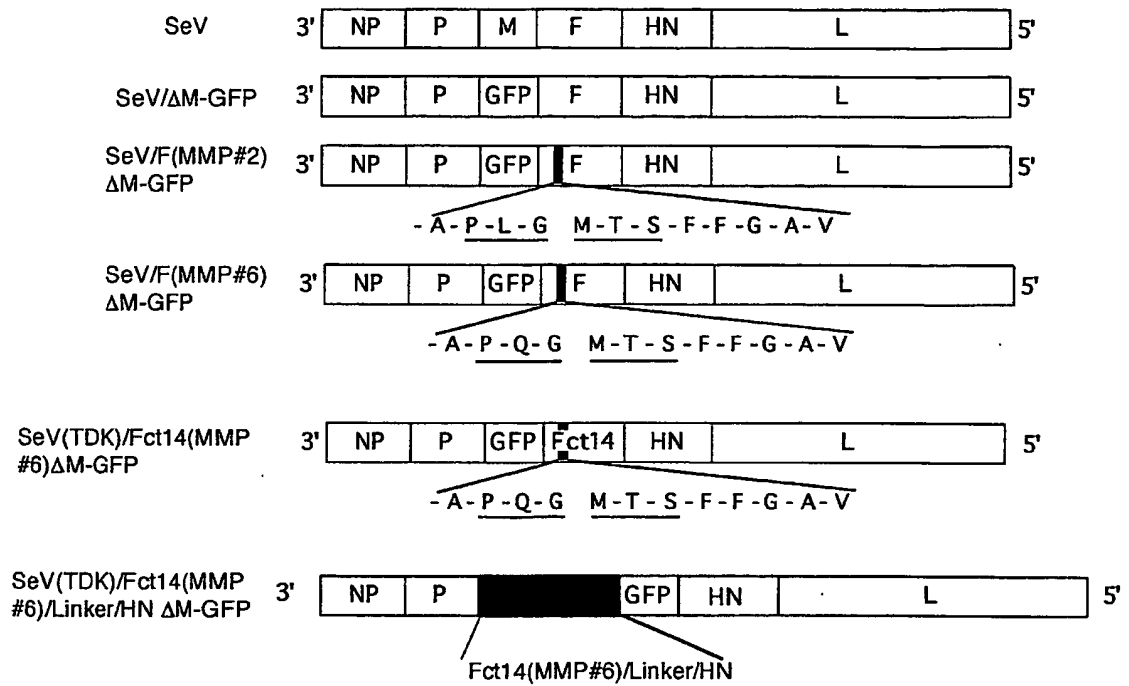 SeV 3' NP P M F HN L 5'
SeV/ΔM-GFP 3' NP P GFP F HN L 5'
SeV/F(MMP#2)
ΔM-GFP
3' NP P GFP F HN L 5'
-A-P-L-G M-T-S-F-F-G-A-V
SeV/F(MMP#6)
ΔM-GFP
3' NP P GFP F HN L 5'
-A-P-Q-G M-T-S-F-F-G-A-V
SeV(TDK)/Fct14(MMP
#6)ΔM-GFP
3' NP P GFP Fct14 HN L 5'
-A-P-Q-G M-T-S-F-F-G-A-V
SeV(TDK)/Fct14(MMP
#6)/Linker/HN ΔM-GFP
3' NP P GFP HN L 5'
Fct14(MMP#6)/Linker/HN